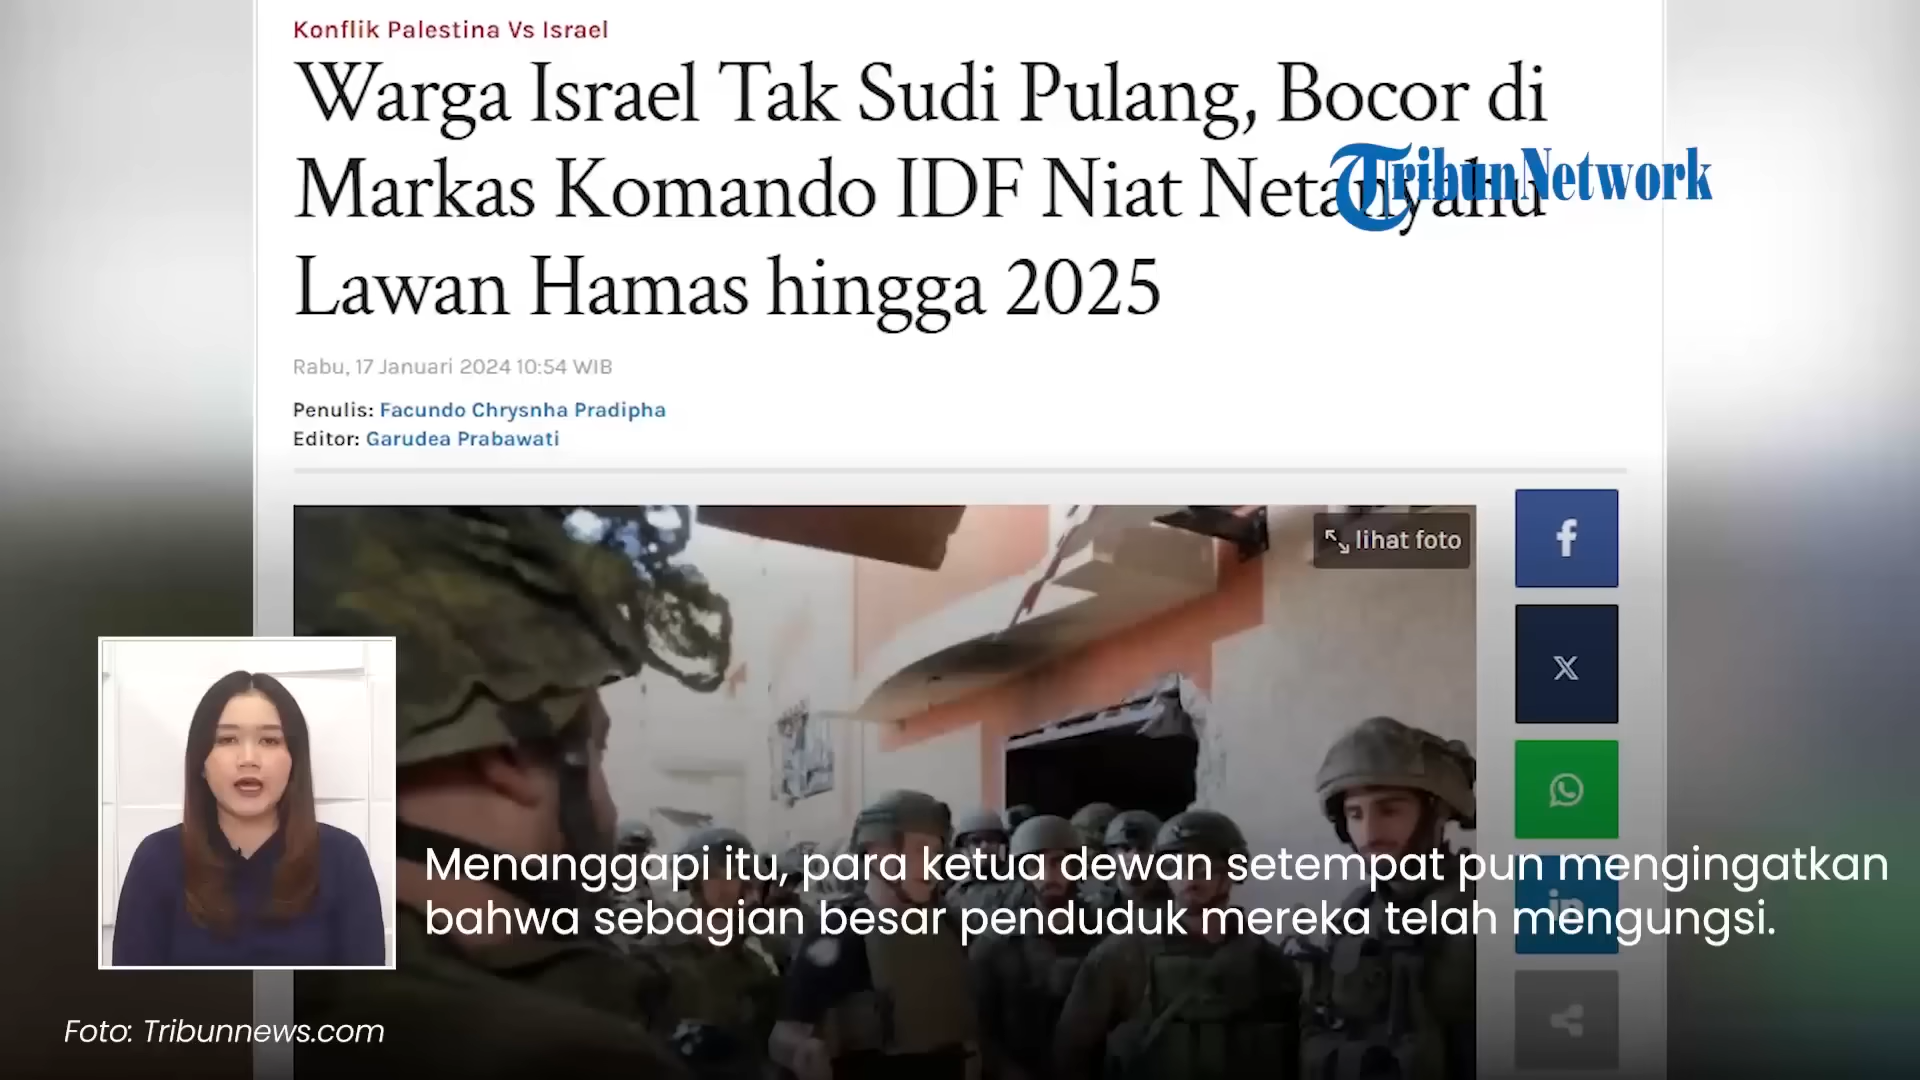 Konflik Palestina Vs Israel
Warga Israel Tak Sudi Pulang, Bocor di
Markas Komando IDF Niat Netanyahu
Lawan Hamas hingga 2025
TribunNetwork
Rabu, 17 Januari 2024 10:54 WIB
Penulis: Facundo Chrysnha Pradipha
Editor: Garudea Prabawati
lihat foto
f
X
in
Menanggapi itu, para ketua dewan setempat pun mengingatkan
bahwa sebagian besar penduduk mereka telah mengungsi.
Foto: Tribunnews.com